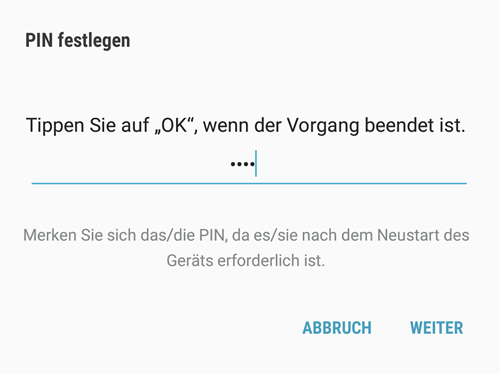 PIN festlegen
Tippen Sie auf „OK“, wenn der Vorgang beendet ist.
••••
Merken Sie sich das/die PIN, da es/sie nach dem Neustart des
Geräts erforderlich ist.
ABBRUCH WEITER